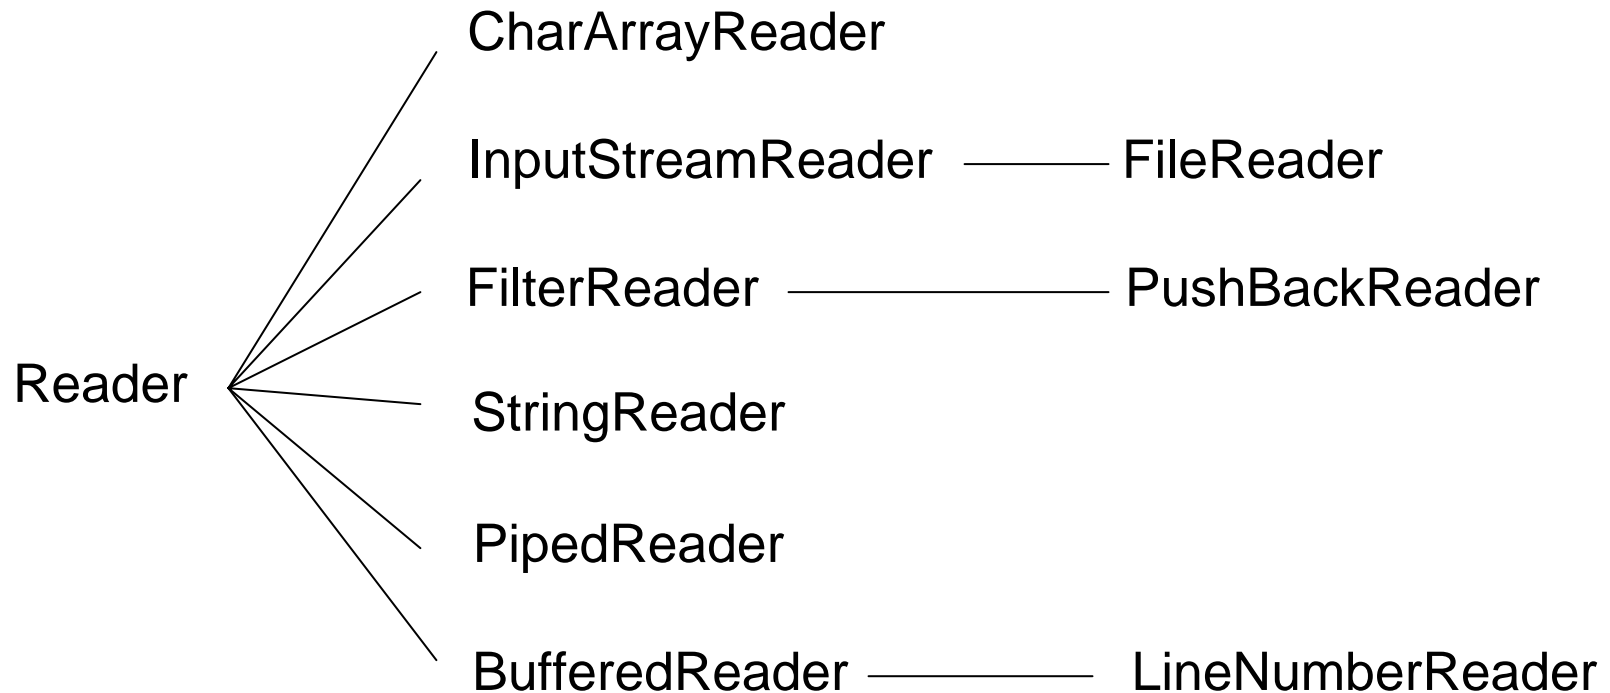 CharArrayReader
InputStreamReader FileReader
FilterReader PushBackReader
Reader
StringReader
PipedReader
BufferedReader LineNumberReader